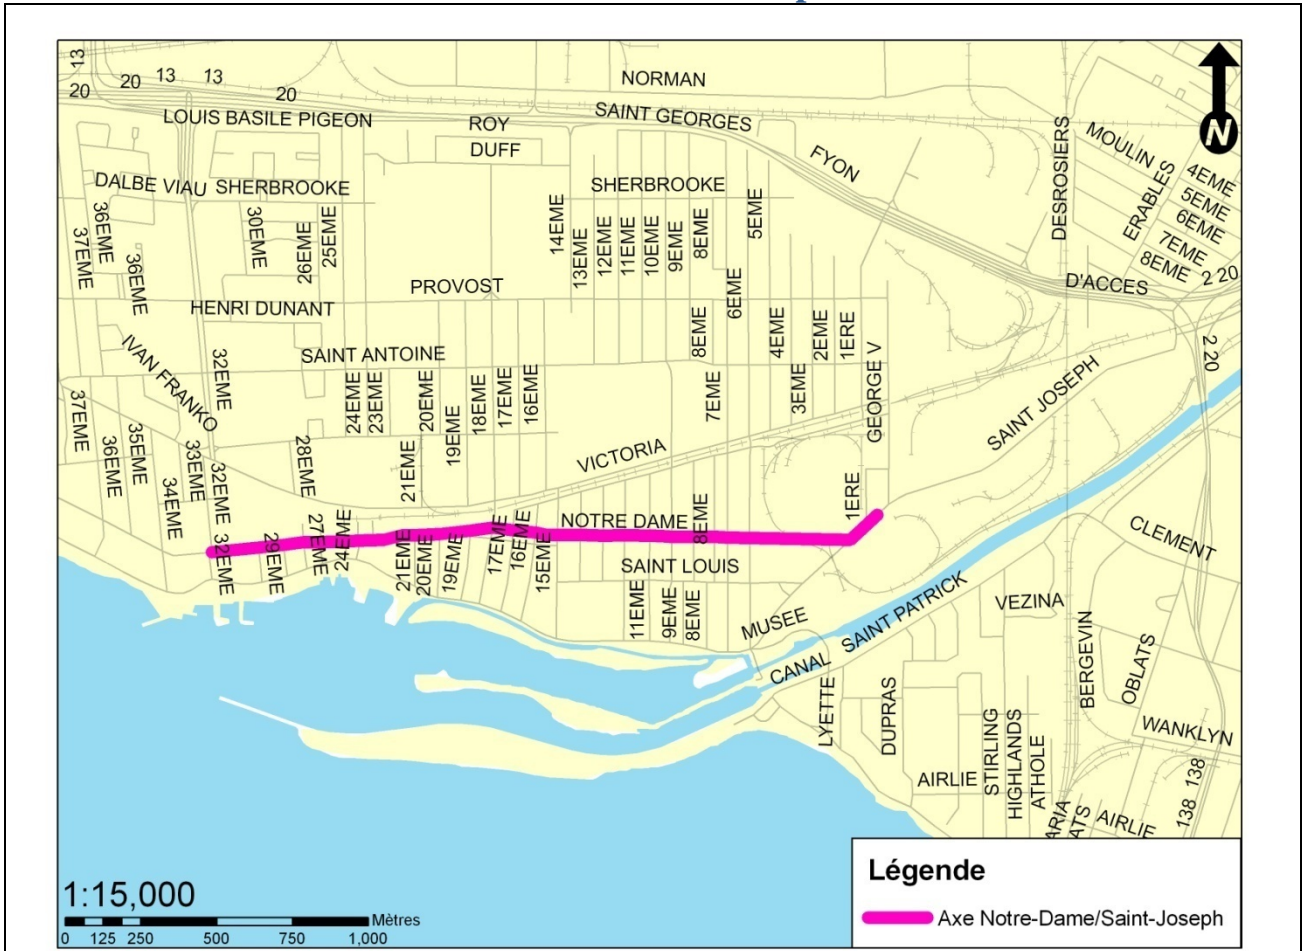 13
20 20 13 13 20
NORMAN
LOUIS BASILE PIGEON
ROY
SAINT GEORGES
DUFF
FYON
DESROSIERS
MOULIN
ERABLES
4EME
5EME
6EME
7EME
8EME
2 20
N
DALBE VIAU SHERBROOKE
SHERBROOKE
37EME
36EME
36EME
30EME
26EME
25EME
14EME
13EME
12EME
11EME
10EME
9EME
8EME
5EME
6EME
D'ACCES
PROVOST
HENRI DUNANT
IVAN FRANKO
32EME
SAINT ANTOINE
8EME
4EME
2EME
1ERE
GEORGE V
2 20
24EME
23EME
20EME
19EME
18EME
17EME
16EME
7EME
3EME
SAINT JOSEPH
37EME
36EME
35EME
34EME
33EME
32EME
28EME
21EME
VICTORIA
1ERE
NOTRE DAME
8EME
32EME
29EME
27EME
24EME
21EME
20EME
19EME
17EME
16EME
15EME
SAINT LOUIS
11EME
9EME
8EME
MUSEE
CANAL
SAINT PATRICK
VEZINA
CLEMENT
BERGEVIN
OBLATS
LYETTE
DUPRAS
STIRLING
HIGHLANDS
ATHOLE
WANKLYN
AIRLIE
138
138
ARIA
ATS
AIRLIE
1:15,000
Mètres
0 125 250 500 750 1,000
Légende
Axe Notre-Dame/Saint-Joseph